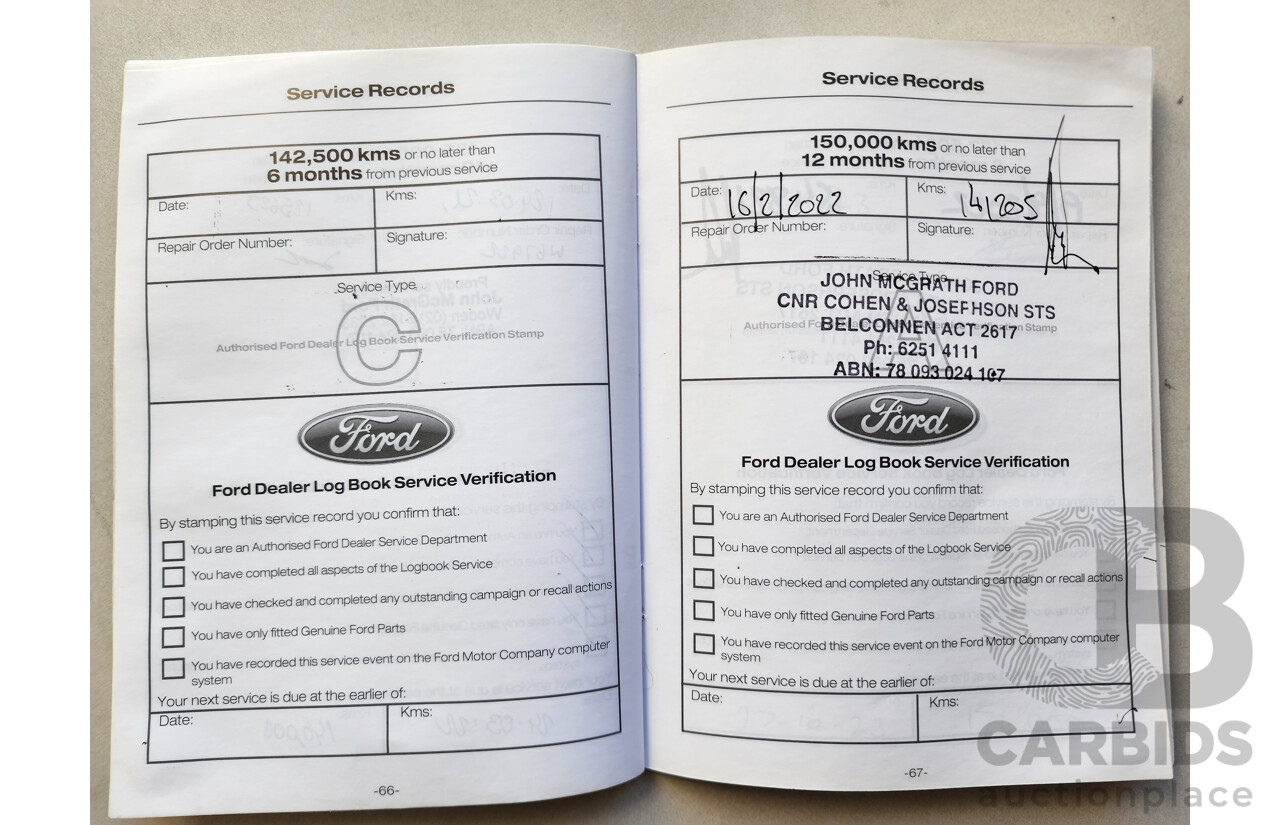 Service Records
142,500 kms or no later than
6 months from previous service
Date:
Kms:
Repair Order Number:
Signature:
Service Type
C
Authorised Ford Dealer Log Book Service Verification Stamp
Ford
Ford Dealer Log Book Service Verification
By stamping this service record you confirm that:
You are an Authorised Ford Dealer Service Department
You have completed all aspects of the Logbook Service
You have checked and completed any outstanding campaign or recall actions
You have only fitted Genuine Ford Parts
You have recorded this service event on the Ford Motor Company computer
system
Your next service is due at the earlier of:
Date:
Kms:
-66-
Service Records
150,000 kms or no later than
12 months from previous service
Date: 16/2/2022
Kms: 141205
Repair Order Number:
Signature:
Service Type
JOHN MCGRATH FORD
CNR COHEN & JOSEPHSON STS
BELCONNEN ACT 2617
Authorised Ford Dealer Log Book Service Verification Stamp
A
Ph: 6251 4111
ABN: 78 093 024 107
Ford
Ford Dealer Log Book Service Verification
By stamping this service record you confirm that:
You are an Authorised Ford Dealer Service Department
You have completed all aspects of the Logbook Service
You have checked and completed any outstanding campaign or recall actions
You have only fitted Genuine Ford Parts
You have recorded this service event on the Ford Motor Company computer
system
Your next service is due at the earlier of:
Date:
Kms:
-67-
CB
CARBIDS
auctionplace